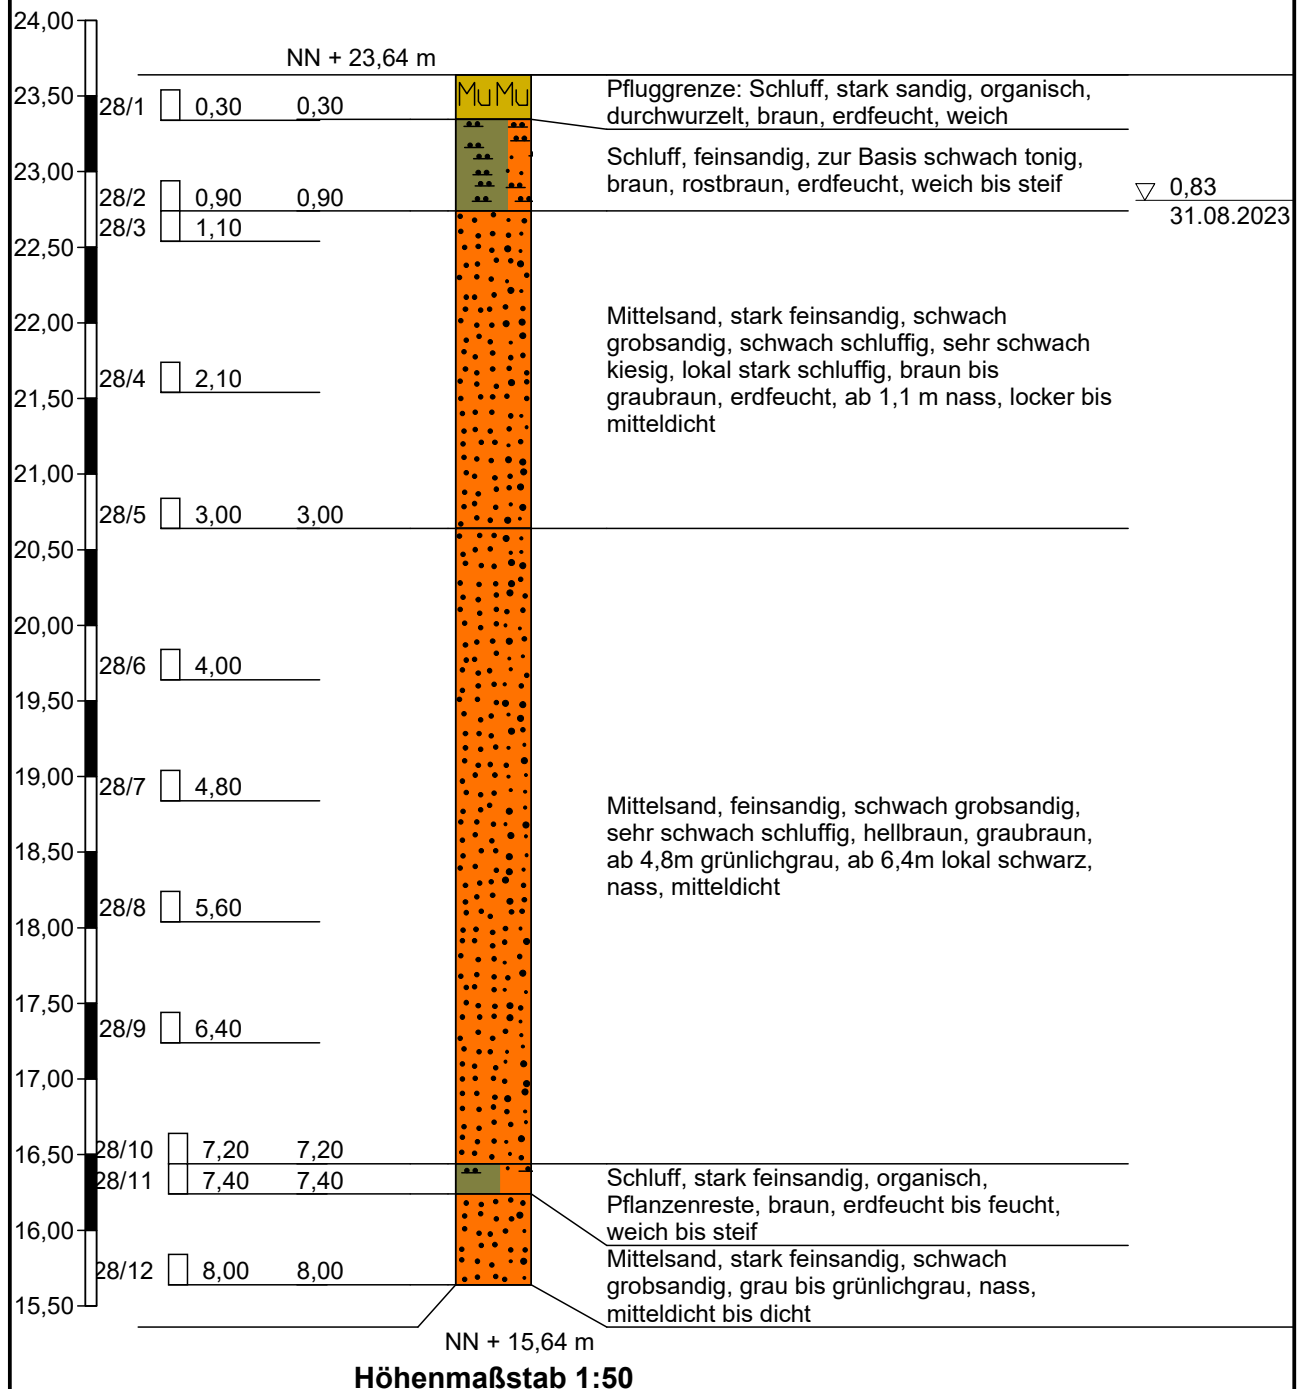 24,00
NN + 23,64 m
23,50
28/1 0,30 0,30
MuMu
Pfluggrenze: Schluff, stark sandig, organisch,
durchwurzelt, braun, erdfeucht, weich
23,00
Schluff, feinsandig, zur Basis schwach tonig,
braun, rostbraun, erdfeucht, weich bis steif
0,83
31.08.2023
28/2 0,90 0,90
28/3 1,10
22,50
22,00
Mittelsand, stark feinsandig, schwach
grobsandig, schwach schluffig, sehr schwach
kiesig, lokal stark schluffig, braun bis
graubraun, erdfeucht, ab 1,1 m nass, locker bis
mitteldicht
28/4 2,10
21,50
21,00
28/5 3,00 3,00
20,50
20,00
28/6 4,00
19,50
19,00
28/7 4,80
Mittelsand, feinsandig, schwach grobsandig,
sehr schwach schluffig, hellbraun, graubraun,
ab 4,8m grünlichgrau, ab 6,4m lokal schwarz,
nass, mitteldicht
18,50
28/8 5,60
18,00
17,50
28/9 6,40
17,00
28/10 7,20 7,20
16,50
28/11 7,40 7,40
Schluff, stark feinsandig, organisch,
Pflanzenreste, braun, erdfeucht bis feucht,
weich bis steif
16,00
28/12 8,00 8,00
Mittelsand, stark feinsandig, schwach
grobsandig, grau bis grünlichgrau, nass,
mitteldicht bis dicht
15,50
NN + 15,64 m
Höhenmaßstab 1:50